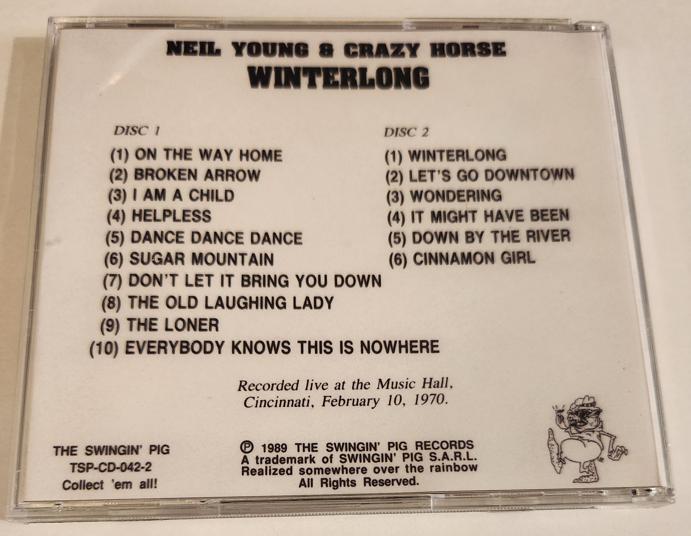 NEIL YOUNG & CRAZY HORSE
WINTERLONG
DISC 1
(1) ON THE WAY HOME
(2) BROKEN ARROW
(3) I AM A CHILD
(4) HELPLESS
(5) DANCE DANCE DANCE
(6) SUGAR MOUNTAIN
(7) DON'T LET IT BRING YOU DOWN
(8) THE OLD LAUGHING LADY
(9) THE LONER
(10) EVERYBODY KNOWS THIS IS NOWHERE
DISC 2
(1) WINTERLONG
(2) LET'S GO DOWNTOWN
(3) WONDERING
(4) IT MIGHT HAVE BEEN
(5) DOWN BY THE RIVER
(6) CINNAMON GIRL
Recorded live at the Music Hall,
Cincinnati, February 10, 1970.
THE SWINGIN' PIG
TSP-CD-042-2
Collect 'em all!
℗ 1989 THE SWINGIN' PIG RECORDS
A trademark of SWINGIN' PIG S.A.R.L.
Realized somewhere over the rainbow
All Rights Reserved.